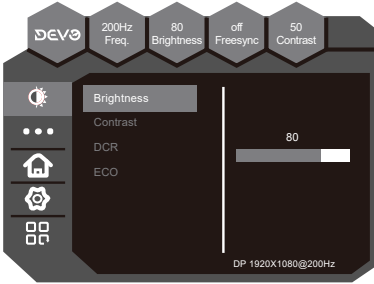 DEVO
200Hz
Freq.
80
Brightness
off
Freesync
50
Contrast
Brightness
Contrast
DCR
ECO
80
DP 1920X1080@200Hz